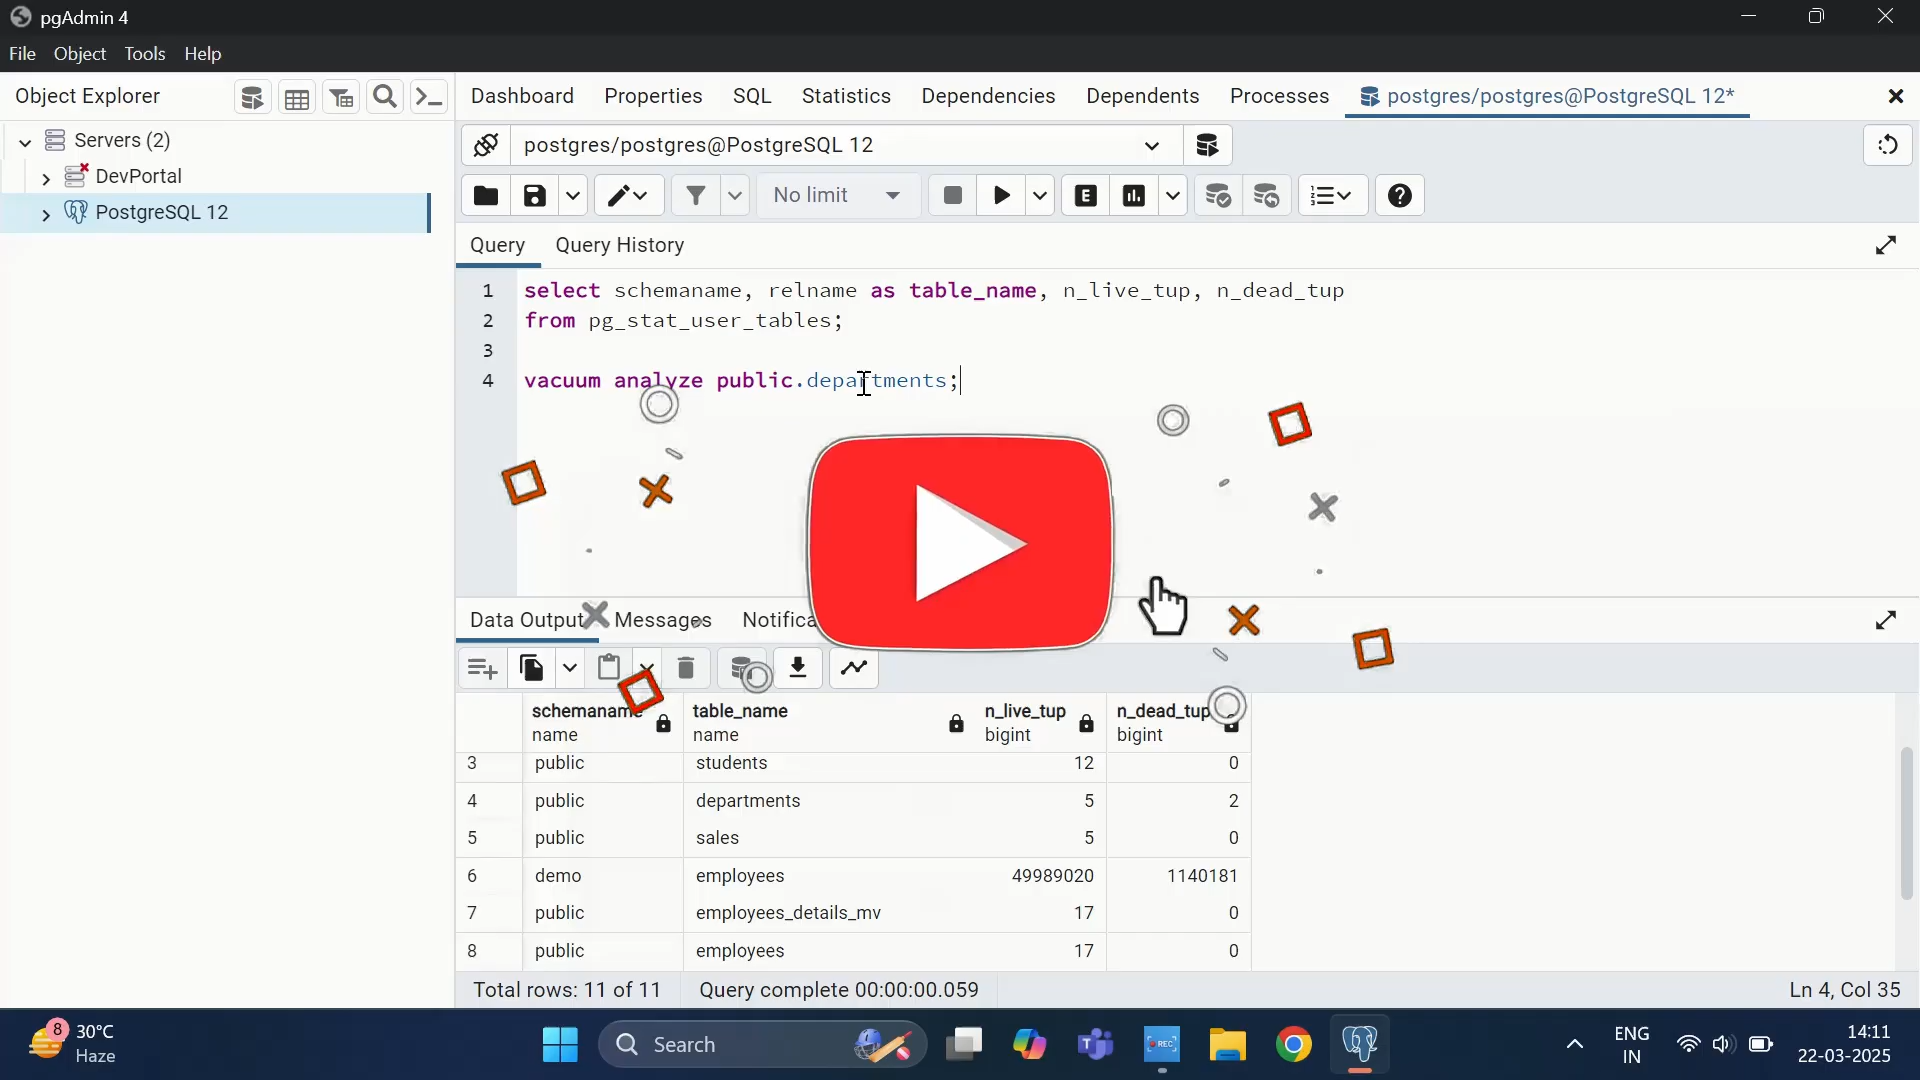 pgAdmin 4
File Object Tools Help
Object Explorer
Dashboard Properties SQL Statistics Dependencies Dependents Processes postgres/postgres@PostgreSQL 12*
Servers (2)
DevPortal
PostgreSQL 12
postgres/postgres@PostgreSQL 12
No limit
E
Query Query History
1 select schemaname, relname as table_name, n_live_tup, n_dead_tup
2 from pg_stat_user_tables;
3
4 vacuum analyze public.departments;
Data Output Messages Notifica
schemaname table_name n_live_tup n_dead_tup
name name bigint bigint
3 public students 12 0
4 public departments 5 2
5 public sales 5 0
6 demo employees 49989020 1140181
7 public employees_details_mv 17 0
8 public employees 17 0
Total rows: 11 of 11 Query complete 00:00:00.059 Ln 4, Col 35
8 30°C
Haze
Search
REC
ENG
IN
14:11
22-03-2025